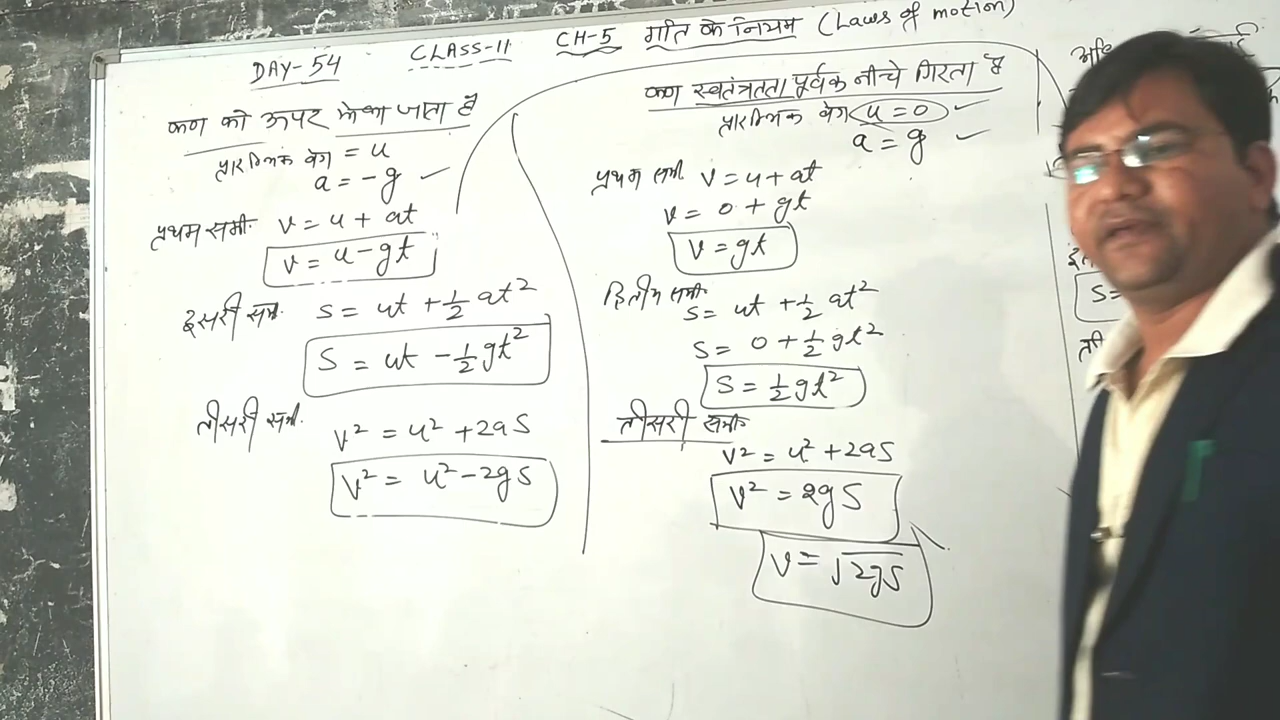 DAY-54
CLASS-11
CH-5 गति के नियम (Laws of motion)
कण को ऊपर फेंका जाता है
प्रारम्भिक वेग = u
a = -g ✓
प्रथम समी. v = u + at
v = u - gt
दूसरी समी. S = ut + ½ at²
S = ut - ½ gt²
तीसरी समी. v² = u² + 2aS
v² = u² - 2gS
कण स्वतंत्रतता पूर्वक नीचे गिरता है
प्रारम्भिक वेग u = 0 ✓
a = g ✓
प्रथम समी. v = u + at
v = 0 + gt
v = gt
द्वितीय समी. S = ut + ½ at²
S = 0 + ½ gt²
S = ½ gt²
तीसरी समी.
v² = u² + 2aS
v² = 2gS
v = √2gS
S=